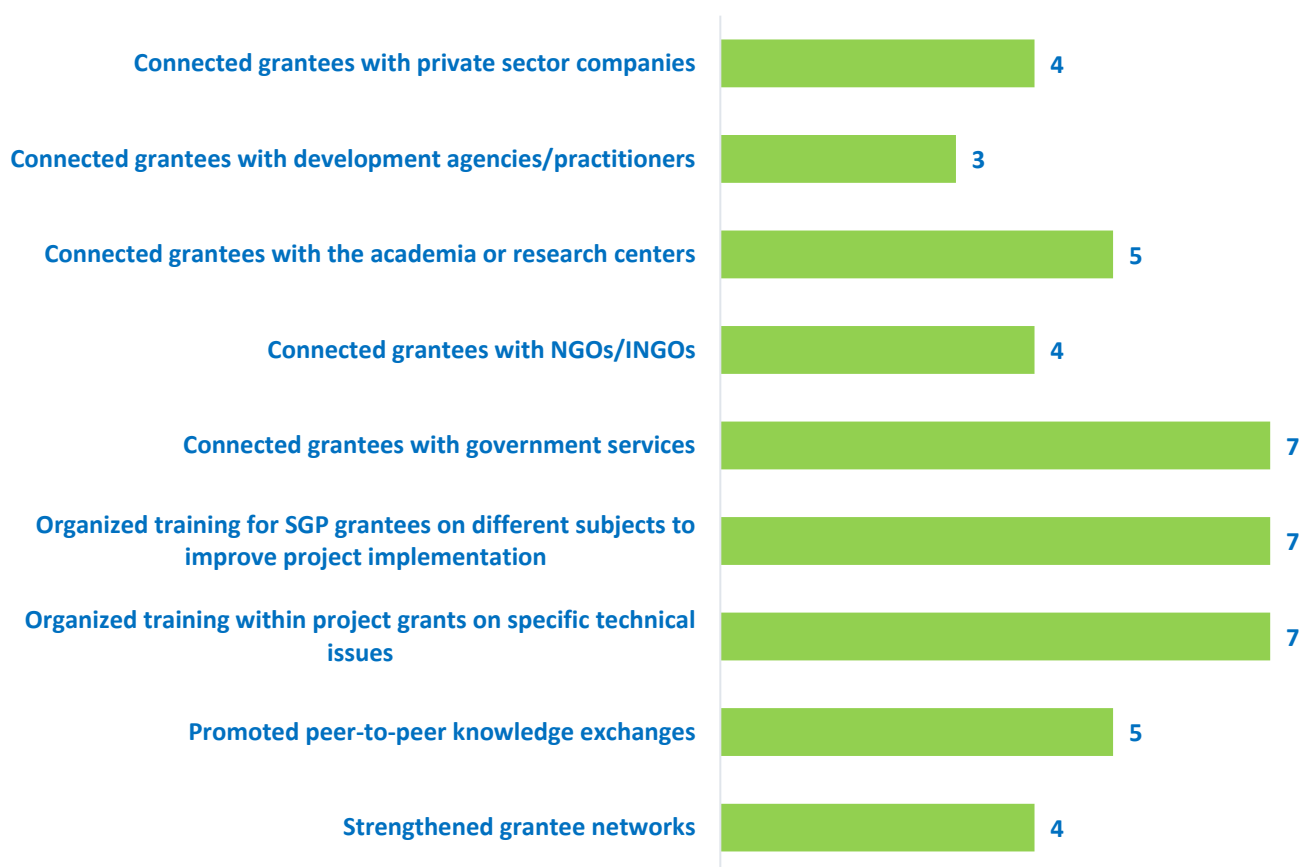 Connected grantees with private sector companies
4
Connected grantees with development agencies/practitioners
3
Connected grantees with the academia or research centers
5
Connected grantees with NGOs/INGOs
4
Connected grantees with government services
7
Organized training for SGP grantees on different subjects to
improve project implementation
7
Organized training within project grants on specific technical
issues
7
Promoted peer-to-peer knowledge exchanges
5
Strengthened grantee networks
4